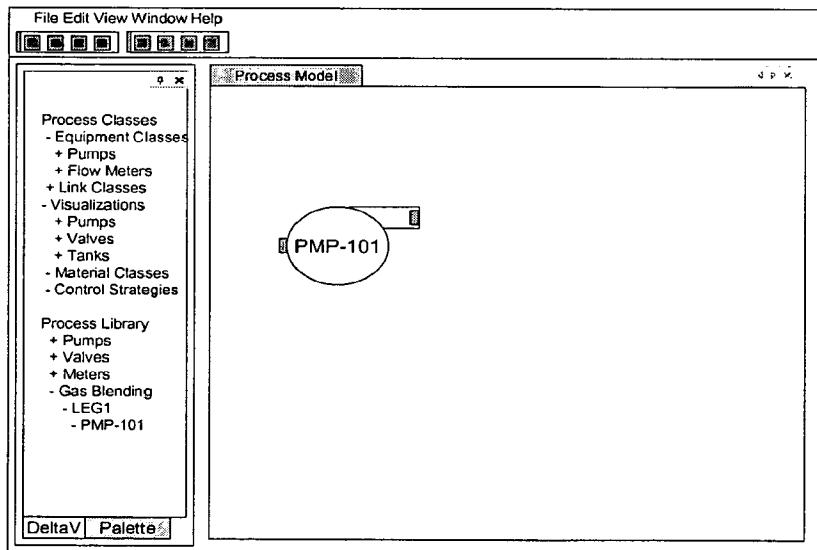 File Edit View Window Help
Process Classes
- Equipment Classes
+ Pumps
+ Flow Meters
+ Link Classes
- Visualizations
+ Pumps
+ Valves
+ Tanks
- Material Classes
- Control Strategies
Process Library
+ Pumps
+ Valves
+ Meters
- Gas Blending
- LEG1
- PMP-101
DeltaV Palette
Process Model
PMP-101